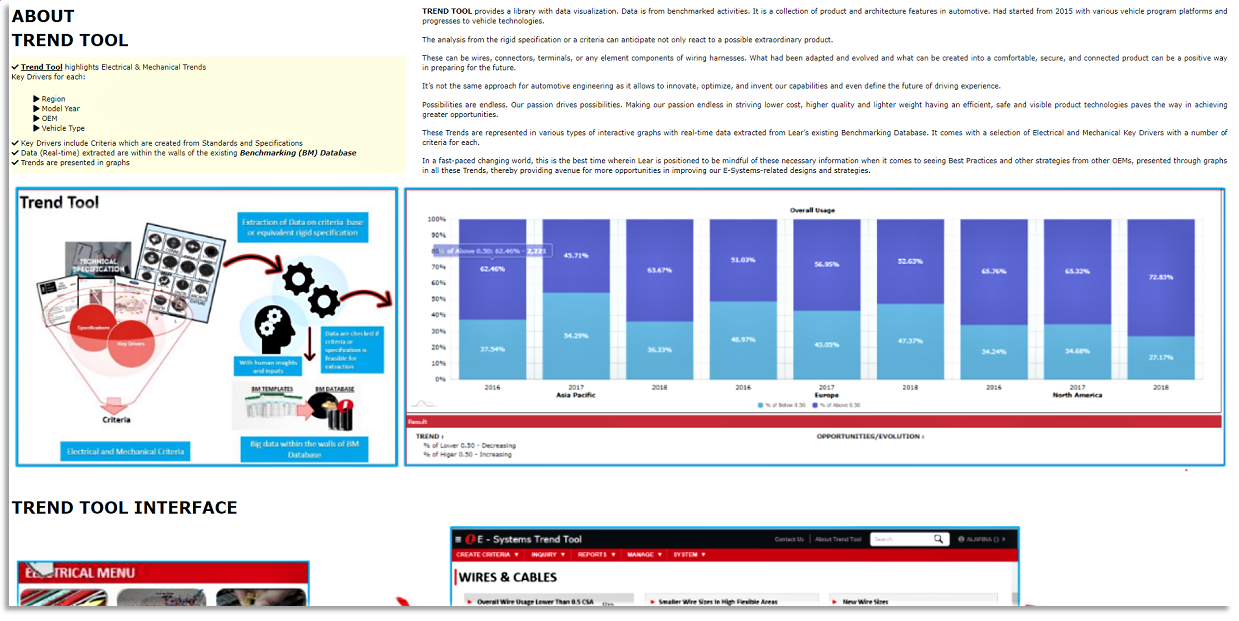 ABOUT
TREND TOOL
Trend Tool highlights Electrical & Mechanical Trends
Key Drivers for each:
Region
Model Year
OEM
Vehicle Type
Key Drivers include Criteria which are created from Standards and Specifications
Data (Real-time) extracted are within the walls of the existing Benchmarking (BM) Database
Trends are presented in graphs
TREND TOOL provides a library with data visualization. Data is from benchmarked activities. It is a collection of product and architecture features in automotive. Had started from 2015 with various vehicle program platforms and
progresses to vehicle technologies.
The analysis from the rigid specification or a criteria can anticipate not only react to a possible extraordinary product.
These can be wires, connectors, terminals, or any element components of wiring harnesses. What had been adapted and evolved and what can be created into a comfortable, secure, and connected product can be a positive way
in preparing for the future.
It's not the same approach for automotive engineering as it allows to innovate, optimize, and invent our capabilities and even define the future of driving experience.
Possibilities are endless. Our passion drives possibilities. Making our passion endless in striving lower cost, higher quality and lighter weight having an efficient, safe and visible product technologies paves the way in achieving
greater opportunities.
These Trends are represented in various types of interactive graphs with real-time data extracted from Lear's existing Benchmarking Database. It comes with a selection of Electrical and Mechanical Key Drivers with a number of
criteria for each.
In a fast-paced changing world, this is the best time wherein Lear is positioned to be mindful of these necessary information when it comes to seeing Best Practices and other strategies from other OEMs, presented through graphs
in all these Trends, thereby providing avenue for more opportunities in improving our E-Systems-related designs and strategies.
Trend Tool
Extraction of Data on criteria base
or equivalent rigid specification
TECHNICAL
SPECIFICATION
Specifications
Key Drivers
Criteria
Electrical and Mechanical Criteria
With human insights
and inputs
Data are checked if
criteria or
specification is
feasible for
extraction
BM TEMPLATES
BM DATABASE
Big data within the walls of BM
Database
Overall Usage
100%
90%
% of Above 0.50: 62.46% - 2,221
70%
60%
50%
40%
30%
20%
10%
0%
62.46% 45.71% 63.67% 51.03% 56.95% 52.63% 65.76% 65.32% 72.83%
37.54% 54.29% 36.33% 48.97% 43.05% 47.37% 34.24% 34.68% 27.17%
2016 2017 2018 2016 2017 2018 2016 2017 2018
Asia Pacific Europe North America
% of Below 0.50 % of Above 0.50
Result
TREND :
% of Lower 0.50 - Decreasing
% of Higer 0.50 - Increasing
OPPORTUNITIES/EVOLUTION :
TREND TOOL INTERFACE
TRICAL MENU
E - Systems Trend Tool
Contact Us About Trend Tool Search ALAPINA ()
CREATE CRITERIA INQUIRY REPORTS MANAGE SYSTEM
WIRES & CABLES
Overall Wire Usage Lower Than 0.5 CSA
Smaller Wire Sizes In High Flexible Areas
New Wire Sizes